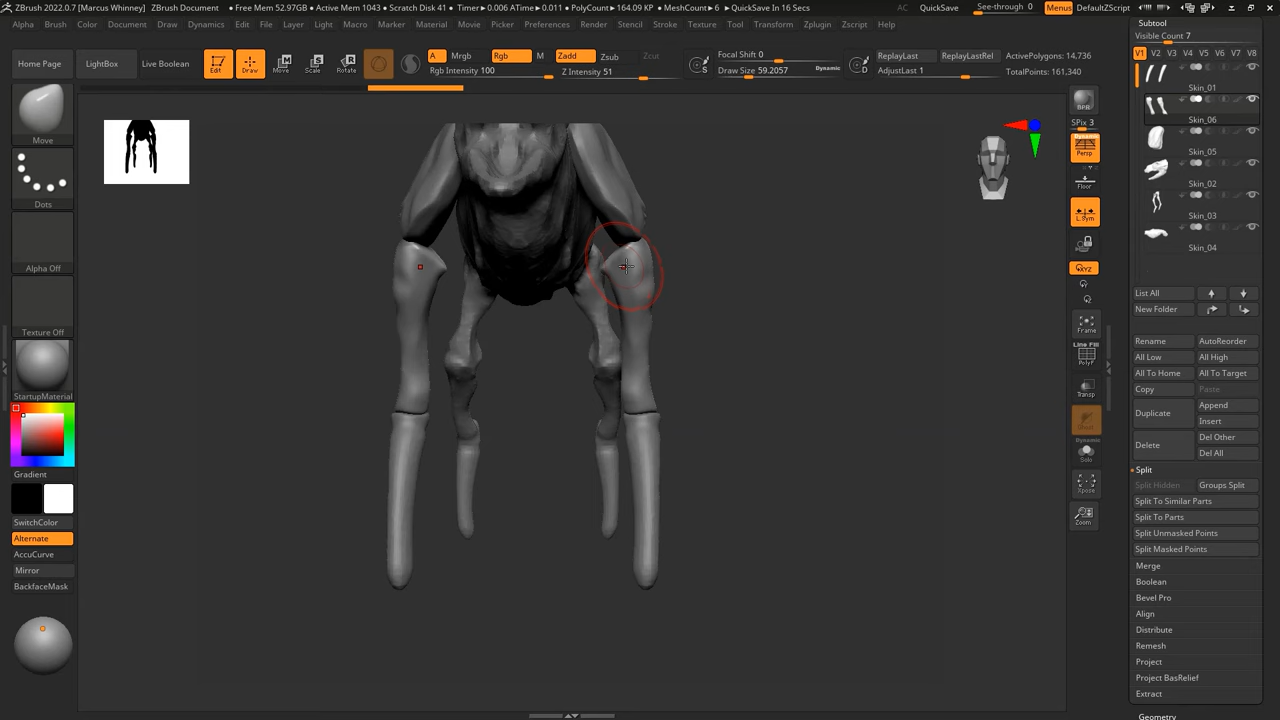 ZBrush 2022.0.7 [Marcus Whinney] ZBrush Document ● Free Mem 52.97GB ● Active Mem 1043 ● Scratch Disk 41 ● Timer▶0.006 ATime▶0.011 ● PolyCount▶164.09 KP ● MeshCount▶6 ▶QuickSave In 16 Secs AC QuickSave See-through 0 Menus DefaultZScript
Alpha Brush Color Document Draw Dynamics Edit File Layer Light Macro Marker Material Movie Picker Preferences Render Stencil Stroke Texture Tool Transform Zplugin Zscript Help
Home Page LightBox Live Boolean Edit Draw Move Scale Rotate
A Mrgb Rgb M Zadd Zsub Zcut
Rgb Intensity 100 Z Intensity 51
S Focal Shift 0
Draw Size 59.2057 Dynamic
D ReplayLast ReplayLastRel
AdjustLast 1
ActivePolygons: 14,736
TotalPoints: 161,340
Move
Dots
Alpha Off
Texture Off
StartupMaterial
Gradient
SwitchColor
Alternate
AccuCurve
Mirror
BackfaceMask
BPR
SPix 3
Dynamic
Persp
Floor
L.Sym
XYZ
Frame
Line Fill
PolyF
Transp
Ghost
Dynamic
Solo
Xpose
Zoom
Subtool
Visible Count 7
V1 V2 V3 V4 V5 V6 V7 V8
Skin_01
Skin_06
Skin_05
Skin_02
Skin_03
Skin_04
List All
New Folder
Rename AutoReorder
All Low All High
All To Home All To Target
Copy Paste
Duplicate Append
Insert
Delete Del Other
Del All
Split
Split Hidden Groups Split
Split To Similar Parts
Split To Parts
Split Unmasked Points
Split Masked Points
Merge
Boolean
Bevel Pro
Align
Distribute
Remesh
Project
Project BasRelief
Extract
Geometry